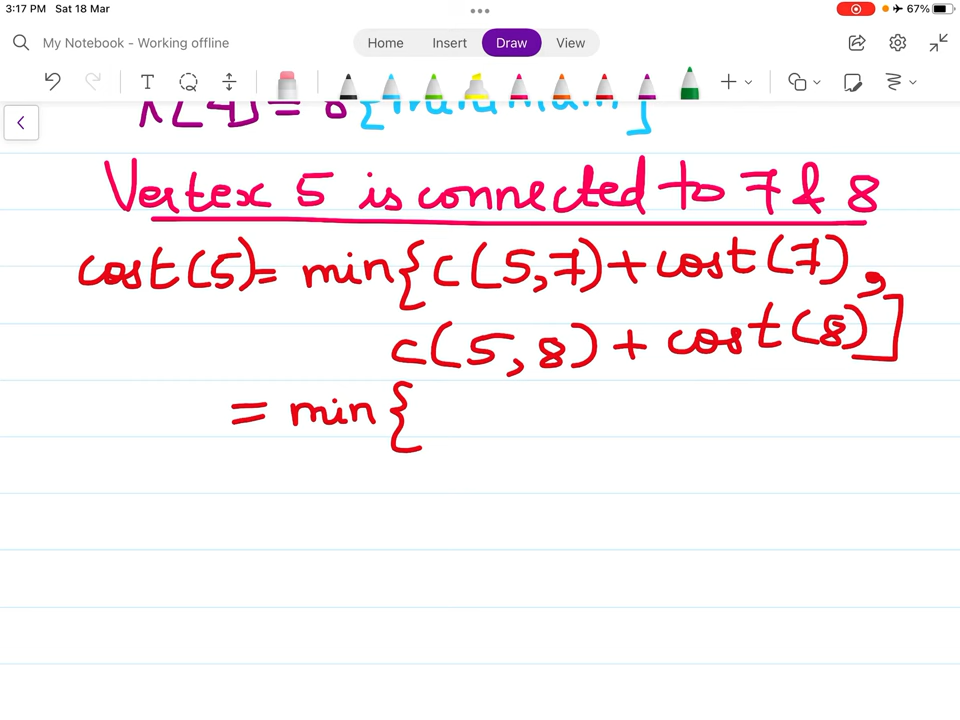 3:17 PM Sat 18 Mar
67%
My Notebook - Working offline
Home Insert Draw View
Vertex 5 is connected to 7 & 8
cost(5)= min{c(5,7)+cost(7),
c(5,8)+cost(8)]
= min{